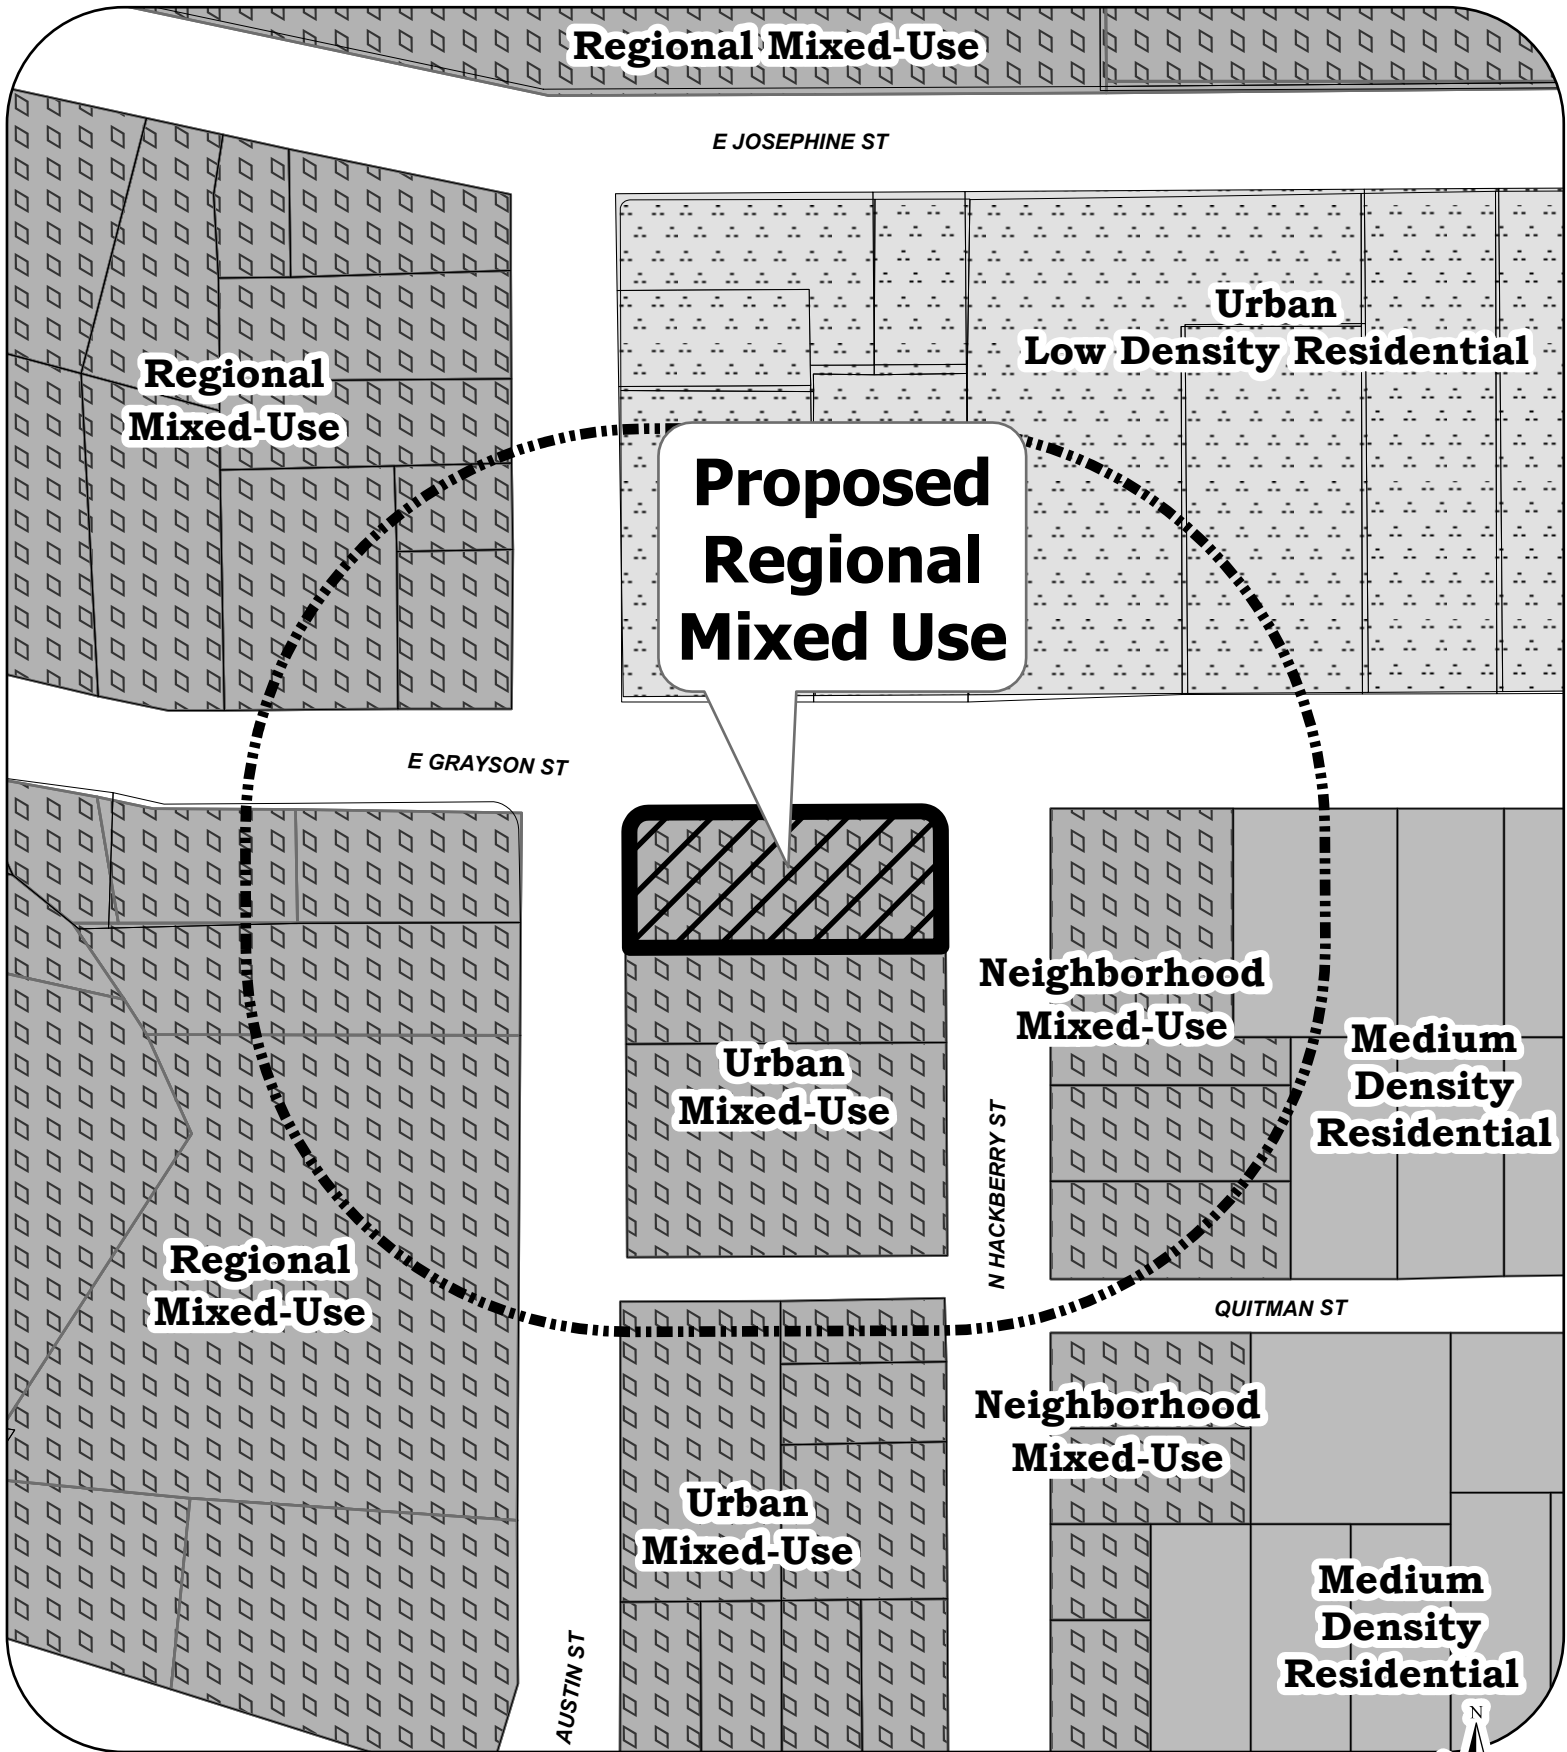 Regional Mixed-Use
E JOSEPHINE ST
Urban
Low Density Residential
Regional
Mixed-Use
Proposed
Regional
Mixed Use
E GRAYSON ST
Neighborhood
Mixed-Use
Medium
Density
Residential
Urban
Mixed-Use
N HACKBERRY ST
Regional
Mixed-Use
QUITMAN ST
Neighborhood
Mixed-Use
Urban
Mixed-Use
Medium
Density
Residential
AUSTIN ST
N